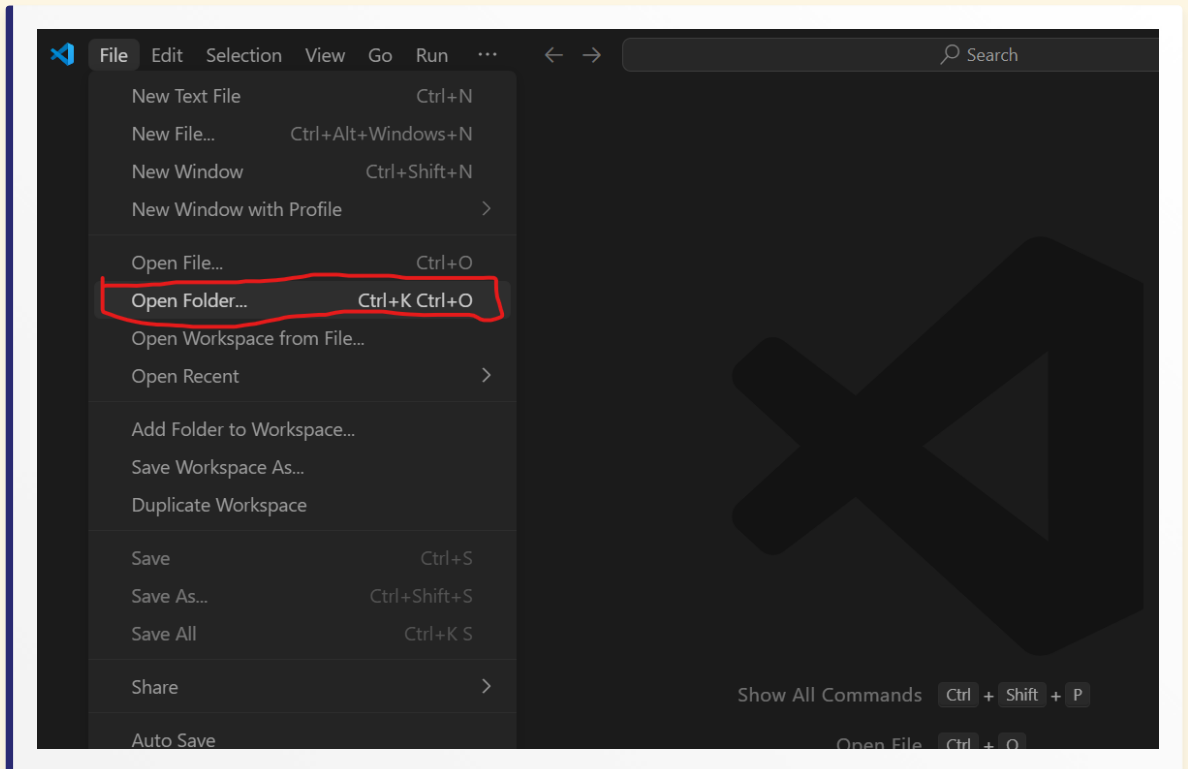 File Edit Selection View Go Run ··· ← → Search
New Text File Ctrl+N
New File... Ctrl+Alt+Windows+N
New Window Ctrl+Shift+N
New Window with Profile
Open File... Ctrl+O
Open Folder... Ctrl+K Ctrl+O
Open Workspace from File...
Open Recent
Add Folder to Workspace...
Save Workspace As...
Duplicate Workspace
Save Ctrl+S
Save As... Ctrl+Shift+S
Save All Ctrl+K S
Share
Show All Commands Ctrl + Shift + P
Auto Save
Open File Ctrl + O